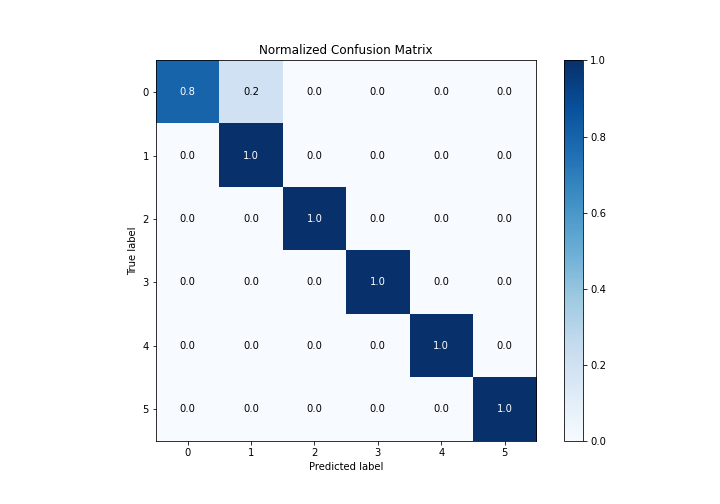 Normalized Confusion Matrix
1.0
0 0.8 0.2 0.0 0.0 0.0 0.0
0.8
1 0.0 1.0 0.0 0.0 0.0 0.0
2 0.0 0.0 1.0 0.0 0.0 0.0
0.6
True label
3 0.0 0.0 0.0 1.0 0.0 0.0
0.4
4 0.0 0.0 0.0 0.0 1.0 0.0
0.2
5 0.0 0.0 0.0 0.0 0.0 1.0
0.0
0 1 2 3 4 5
Predicted label